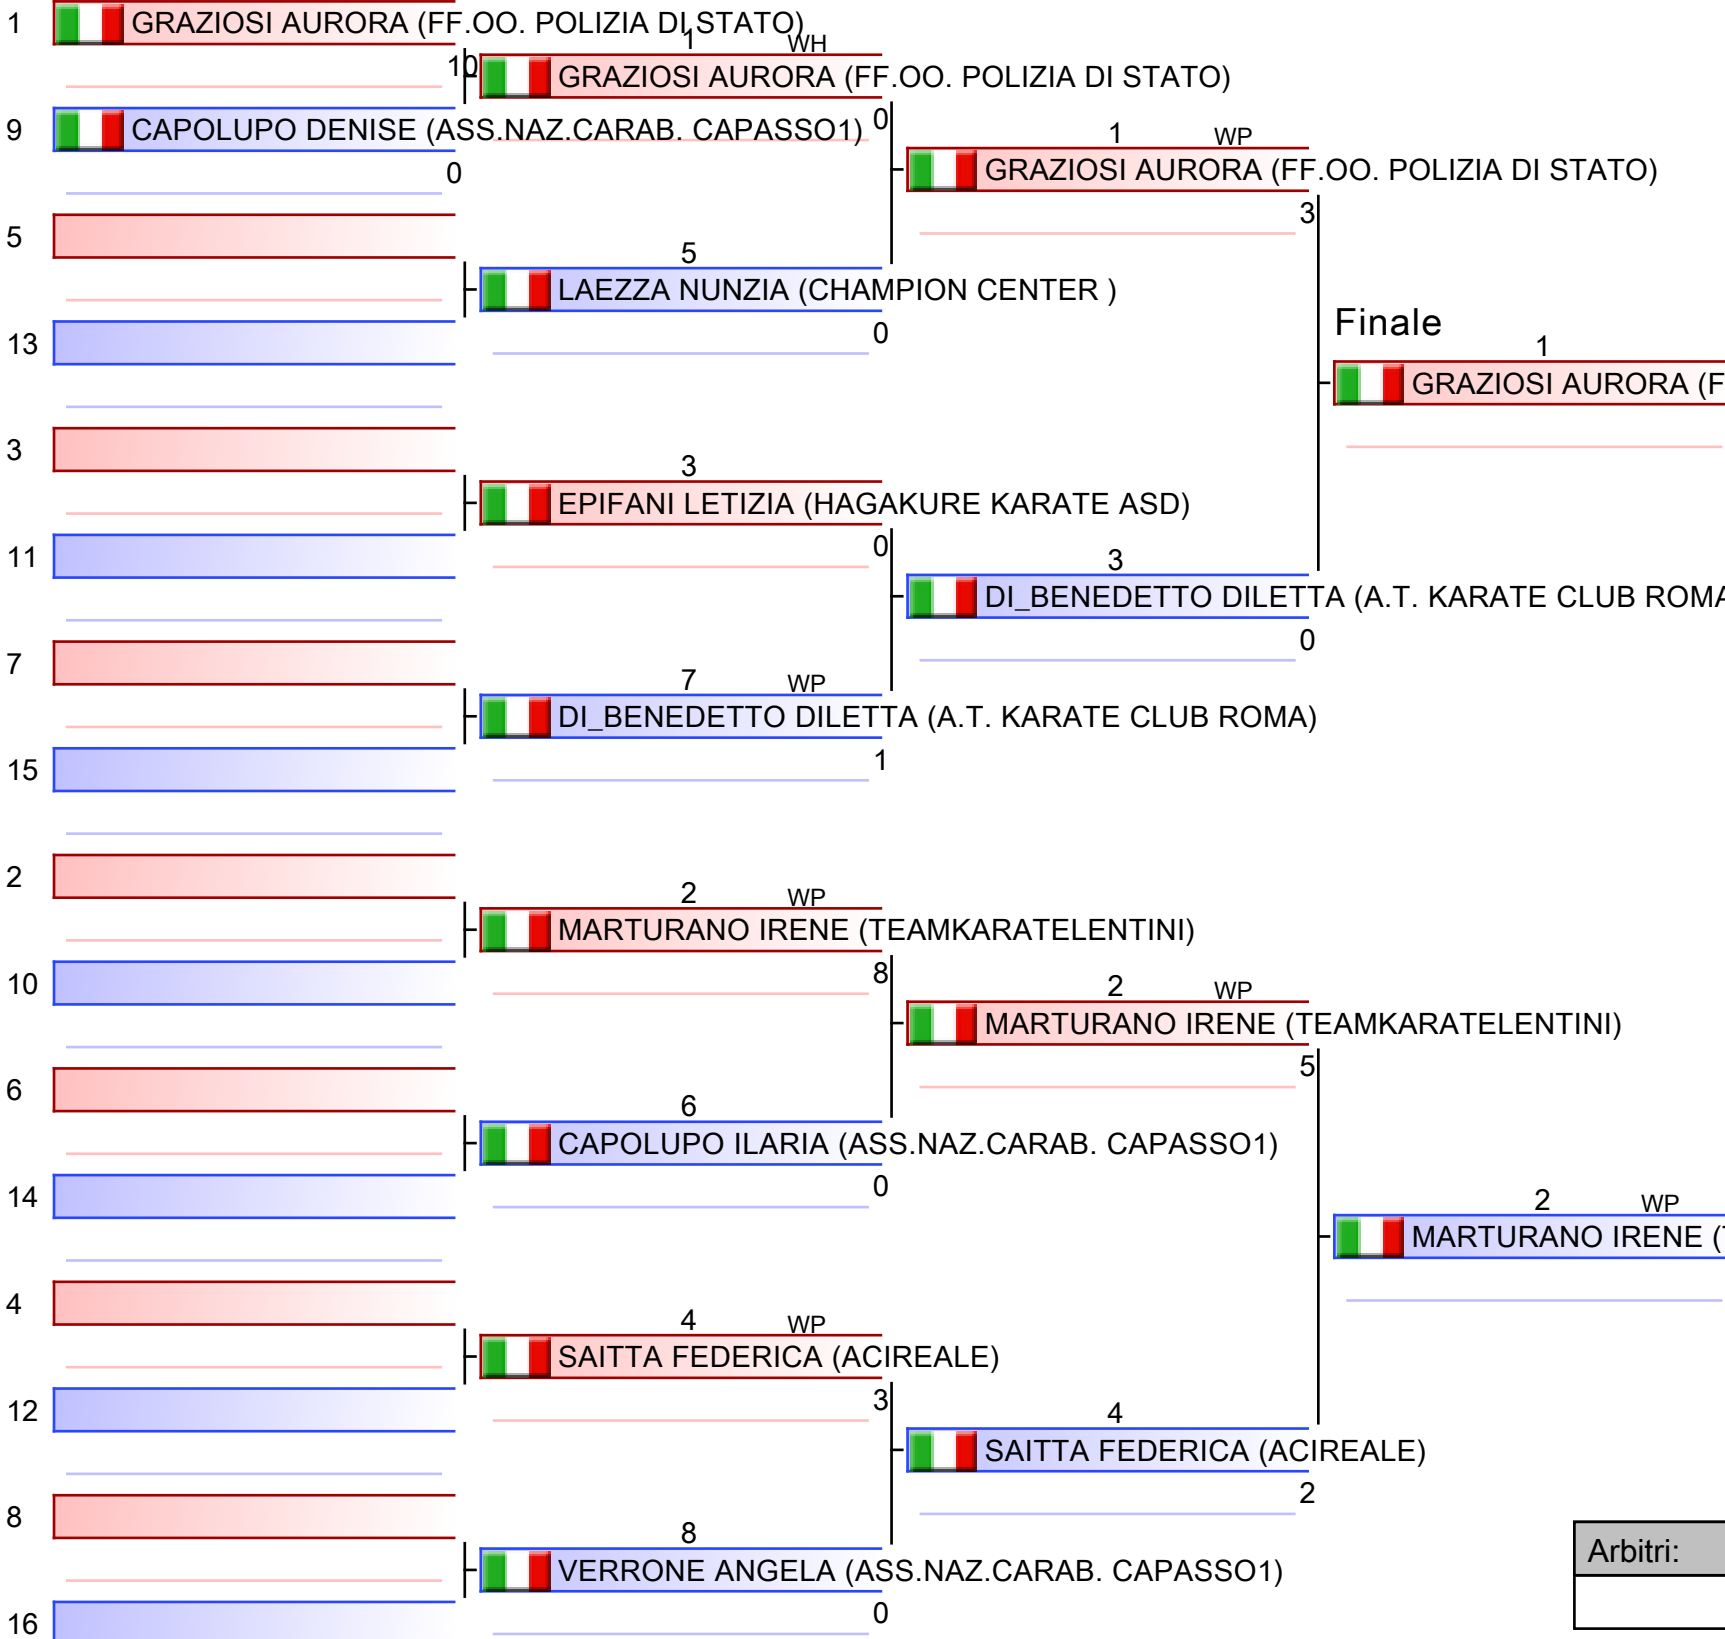 1 GRAZIOSI AURORA (FF.OO. POLIZIA DI STATO)
1 WH
10 GRAZIOSI AURORA (FF.OO. POLIZIA DI STATO)
9 CAPOLUPO DENISE (ASS.NAZ.CARAB. CAPASSO1) 0
1 WP
0
GRAZIOSI AURORA (FF.OO. POLIZIA DI STATO)
3
5
5
LAEZZA NUNZIA (CHAMPION CENTER )
0
13
Finale
1
GRAZIOSI AURORA (F
3
3
EPIFANI LETIZIA (HAGAKURE KARATE ASD)
0
11
3
DI_BENEDETTO DILETTA (A.T. KARATE CLUB ROMA
0
7
7 WP
DI_BENEDETTO DILETTA (A.T. KARATE CLUB ROMA)
1
15
2
2 WP
MARTURANO IRENE (TEAMKARATELENTINI)
8
10
2 WP
MARTURANO IRENE (TEAMKARATELENTINI)
5
6
6
CAPOLUPO ILARIA (ASS.NAZ.CARAB. CAPASSO1)
0
14
2 WP
MARTURANO IRENE (
4
4 WP
SAITTA FEDERICA (ACIREALE)
3
12
4
SAITTA FEDERICA (ACIREALE)
2
8
8
VERRONE ANGELA (ASS.NAZ.CARAB. CAPASSO1)
0
16
Arbitri: